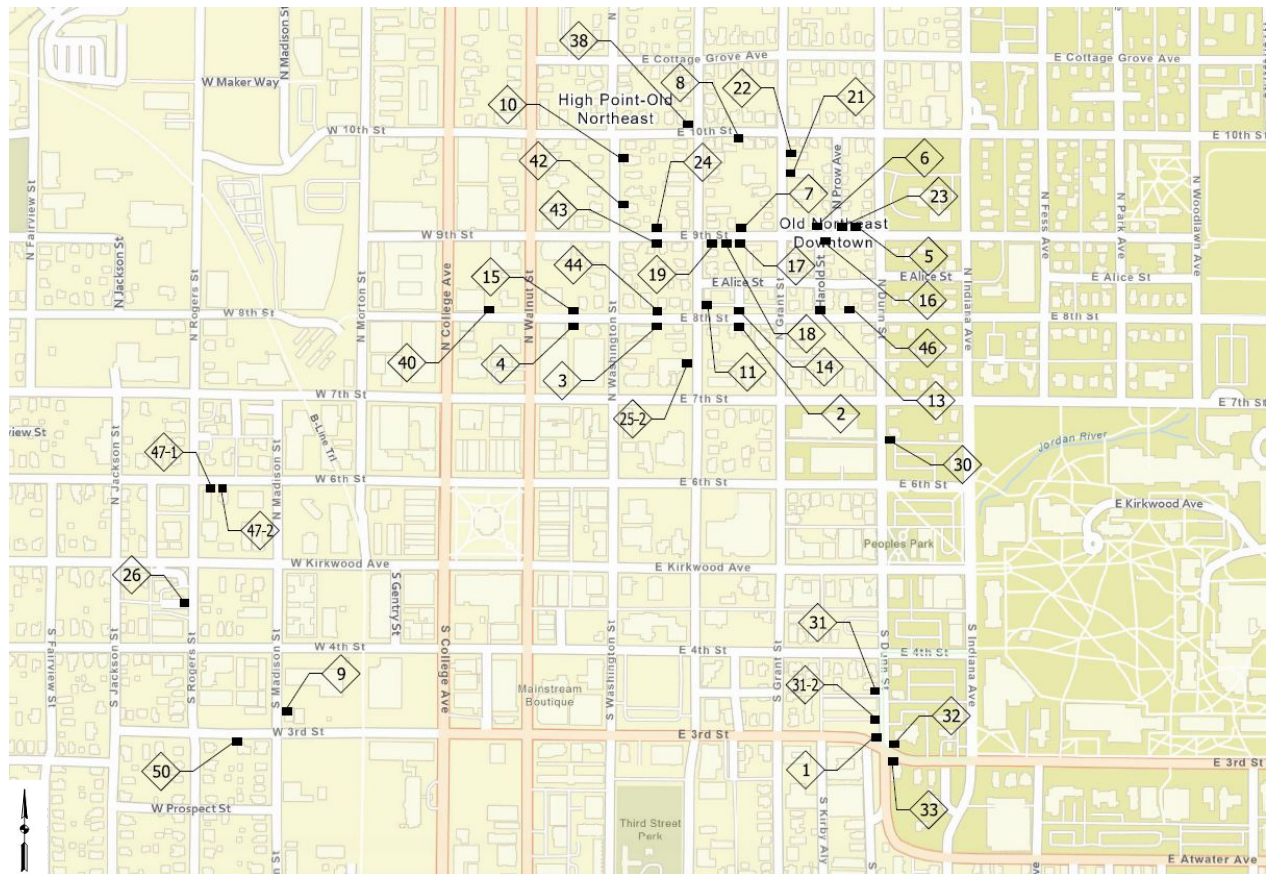 N Madison St
38
E Cottage Grove Ave
E Cottage Grove Ave
W Maker Way
8
22
21
10
High Point-Old
Northeast
W 10th St
E 10th St
E 10th St
42
24
6
N Prow Ave
N Fairview St
43
7
23
N Fess Ave
N Park Ave
N Woodlawn Ave
W 9th St
E 9th St
Old Northeast
Downtown
N Jackson St
N Rogers St
N Morton St
N College Ave
N Walnut St
15
44
19
17
5
E Alice St
E Alice St
E Alice St
N Washington St
N Grant St
Harold St
N Dunn St
N Indiana Ave
16
W 8th St
E 8th St
E 8th St
40
4
3
18
46
11
14
13
25-2
2
W 7th St
E 7th St
E 7th St
view St
B-Line Trl
Jordan River
47-1
30
N Jackson St
N Madison St
W 6th St
E 6th St
E 6th St
47-2
E Kirkwood Ave
Peoples Park
W Kirkwood Ave
E Kirkwood Ave
26
S Gentry St
31
S Fairview St
S Jackson St
S Rogers St
S Madison St
S College Ave
S Washington St
S Grant St
S Dunn St
S Indiana Ave
W 4th St
E 4th St
E 4th St
9
31-2
Mainstream
Boutique
32
W 3rd St
E 3rd St
E 3rd St
50
1
33
W Prospect St
Third Street
Park
S Kirby Aly
E Atwater Ave